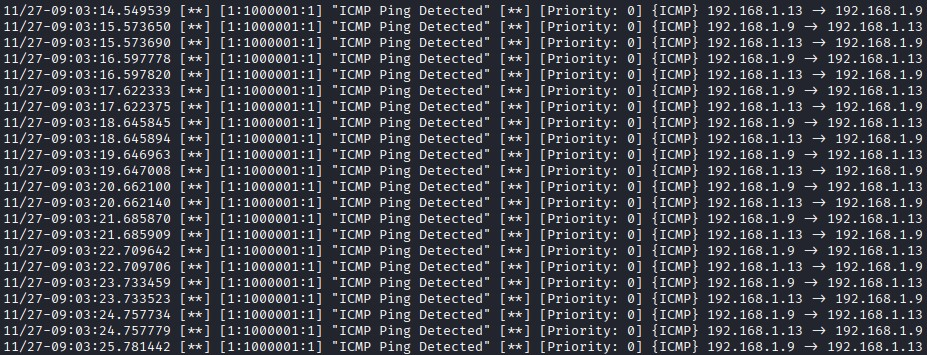 11/27-09:03:14.549539 [**] [1:1000001:1] "ICMP Ping Detected" [**] [Priority: 0] {ICMP} 192.168.1.13 → 192.168.1.9
11/27-09:03:15.573650 [**] [1:1000001:1] "ICMP Ping Detected" [**] [Priority: 0] {ICMP} 192.168.1.9 → 192.168.1.13
11/27-09:03:15.573690 [**] [1:1000001:1] "ICMP Ping Detected" [**] [Priority: 0] {ICMP} 192.168.1.13 → 192.168.1.9
11/27-09:03:16.597778 [**] [1:1000001:1] "ICMP Ping Detected" [**] [Priority: 0] {ICMP} 192.168.1.9 → 192.168.1.13
11/27-09:03:16.597820 [**] [1:1000001:1] "ICMP Ping Detected" [**] [Priority: 0] {ICMP} 192.168.1.13 → 192.168.1.9
11/27-09:03:17.622333 [**] [1:1000001:1] "ICMP Ping Detected" [**] [Priority: 0] {ICMP} 192.168.1.9 → 192.168.1.13
11/27-09:03:17.622375 [**] [1:1000001:1] "ICMP Ping Detected" [**] [Priority: 0] {ICMP} 192.168.1.13 → 192.168.1.9
11/27-09:03:18.645845 [**] [1:1000001:1] "ICMP Ping Detected" [**] [Priority: 0] {ICMP} 192.168.1.9 → 192.168.1.13
11/27-09:03:18.645894 [**] [1:1000001:1] "ICMP Ping Detected" [**] [Priority: 0] {ICMP} 192.168.1.13 → 192.168.1.9
11/27-09:03:19.646963 [**] [1:1000001:1] "ICMP Ping Detected" [**] [Priority: 0] {ICMP} 192.168.1.9 → 192.168.1.13
11/27-09:03:19.647008 [**] [1:1000001:1] "ICMP Ping Detected" [**] [Priority: 0] {ICMP} 192.168.1.13 → 192.168.1.9
11/27-09:03:20.662100 [**] [1:1000001:1] "ICMP Ping Detected" [**] [Priority: 0] {ICMP} 192.168.1.9 → 192.168.1.13
11/27-09:03:20.662140 [**] [1:1000001:1] "ICMP Ping Detected" [**] [Priority: 0] {ICMP} 192.168.1.13 → 192.168.1.9
11/27-09:03:21.685870 [**] [1:1000001:1] "ICMP Ping Detected" [**] [Priority: 0] {ICMP} 192.168.1.9 → 192.168.1.13
11/27-09:03:21.685909 [**] [1:1000001:1] "ICMP Ping Detected" [**] [Priority: 0] {ICMP} 192.168.1.13 → 192.168.1.9
11/27-09:03:22.709642 [**] [1:1000001:1] "ICMP Ping Detected" [**] [Priority: 0] {ICMP} 192.168.1.9 → 192.168.1.13
11/27-09:03:22.709706 [**] [1:1000001:1] "ICMP Ping Detected" [**] [Priority: 0] {ICMP} 192.168.1.13 → 192.168.1.9
11/27-09:03:23.733459 [**] [1:1000001:1] "ICMP Ping Detected" [**] [Priority: 0] {ICMP} 192.168.1.9 → 192.168.1.13
11/27-09:03:23.733523 [**] [1:1000001:1] "ICMP Ping Detected" [**] [Priority: 0] {ICMP} 192.168.1.13 → 192.168.1.9
11/27-09:03:24.757734 [**] [1:1000001:1] "ICMP Ping Detected" [**] [Priority: 0] {ICMP} 192.168.1.9 → 192.168.1.13
11/27-09:03:24.757779 [**] [1:1000001:1] "ICMP Ping Detected" [**] [Priority: 0] {ICMP} 192.168.1.13 → 192.168.1.9
11/27-09:03:25.781442 [**] [1:1000001:1] "ICMP Ping Detected" [**] [Priority: 0] {ICMP} 192.168.1.9 → 192.168.1.13